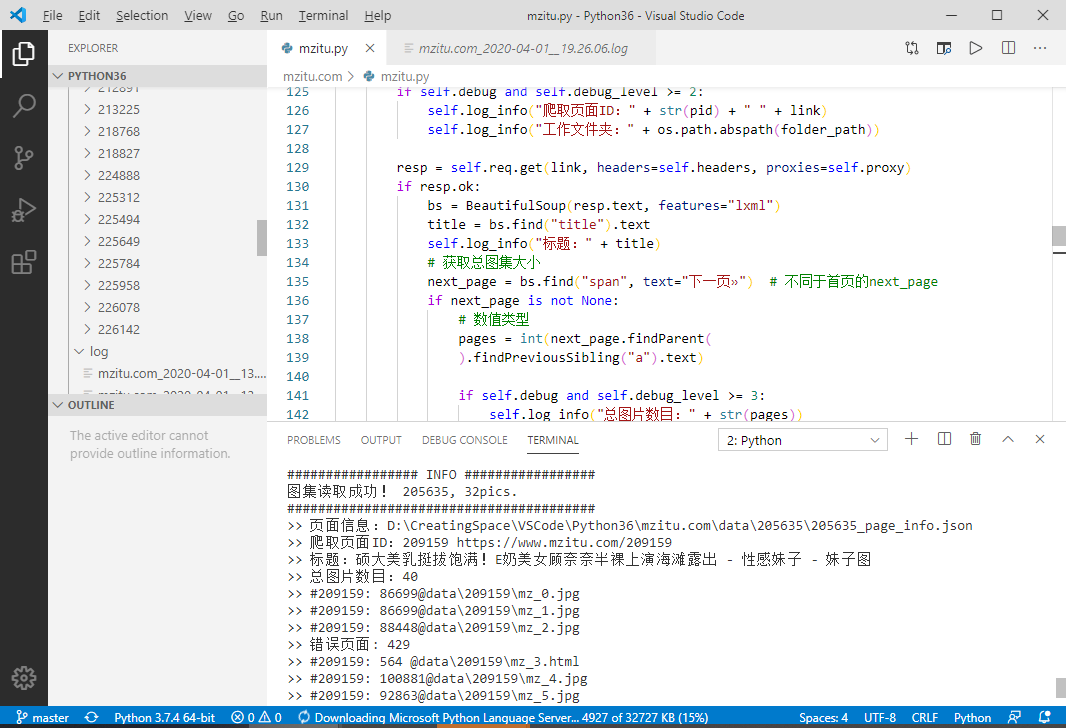 File Edit Selection View Go Run Terminal Help mzitu.py - Python36 - Visual Studio Code
EXPLORER
PYTHON36
212891
213225
218768
218827
224888
225312
225494
225649
225784
225958
226078
226142
log
mzitu.com_2020-04-01__13....
mzitu.com_2020-04-01__13....
OUTLINE
The active editor cannot
provide outline information.
mzitu.py mzitu.com_2020-04-01__19.26.06.log
mzitu.com > mzitu.py
125 if self.debug and self.debug_level >= 2:
126 self.log_info("爬取页面ID: " + str(pid) + " " + link)
127 self.log_info("工作文件夹: " + os.path.abspath(folder_path))
128
129 resp = self.req.get(link, headers=self.headers, proxies=self.proxy)
130 if resp.ok:
131 bs = BeautifulSoup(resp.text, features="lxml")
132 title = bs.find("title").text
133 self.log_info("标题: " + title)
134 # 获取总图集大小
135 next_page = bs.find("span", text="下一页»") # 不同于首页的next_page
136 if next_page is not None:
137 # 数值类型
138 pages = int(next_page.findParent(
139 ).findPreviousSibling("a").text)
140
141 if self.debug and self.debug_level >= 3:
142 self.log_info("总图片数目: " + str(pages))
PROBLEMS OUTPUT DEBUG CONSOLE TERMINAL 2: Python
################# INFO #################
图集读取成功! 205635, 32pics.
########################################
>> 页面信息: D:\CreatingSpace\VSCode\Python36\mzitu.com\data\205635\205635_page_info.json
>> 爬取页面ID: 209159 https://www.mzitu.com/209159
>> 标题: 硕大美乳挺拔饱满! E奶美女顾奈奈半裸上演海滩露出 - 性感妹子 - 妹子图
>> 总图片数目: 40
>> #209159: 86699@data\209159\mz_0.jpg
>> #209159: 86699@data\209159\mz_1.jpg
>> #209159: 88448@data\209159\mz_2.jpg
>> 错误页面: 429
>> #209159: 564 @data\209159\mz_3.html
>> #209159: 100881@data\209159\mz_4.jpg
>> #209159: 92863@data\209159\mz_5.jpg
master Python 3.7.4 64-bit 0 0 Downloading Microsoft Python Language Server... 4927 of 32727 KB (15%) Spaces: 4 UTF-8 CRLF Python